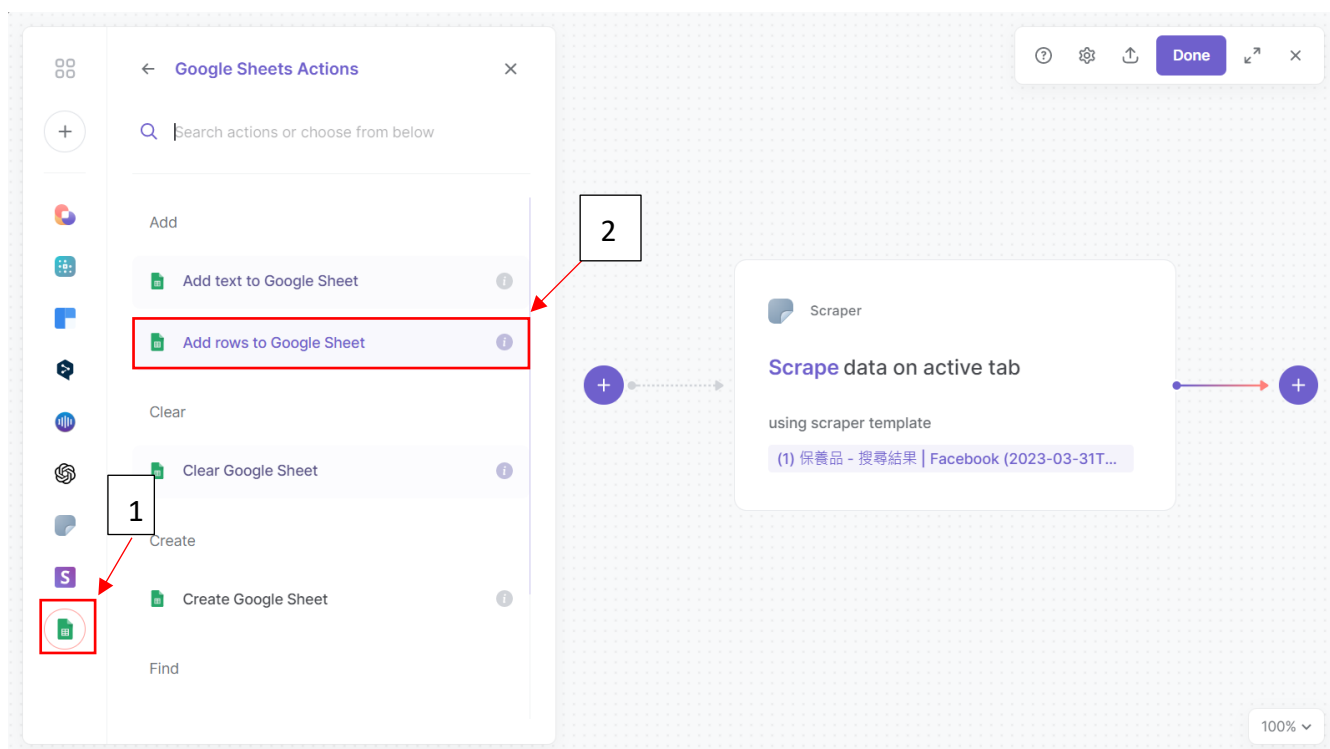 Google Sheets Actions
Search actions or choose from below
Add
Add text to Google Sheet
Add rows to Google Sheet
Clear
Clear Google Sheet
Create
Create Google Sheet
Find
1
2
Done
Scraper
Scrape data on active tab
using scraper template
(1) 保養品 - 搜尋結果 | Facebook (2023-03-31T...
100%